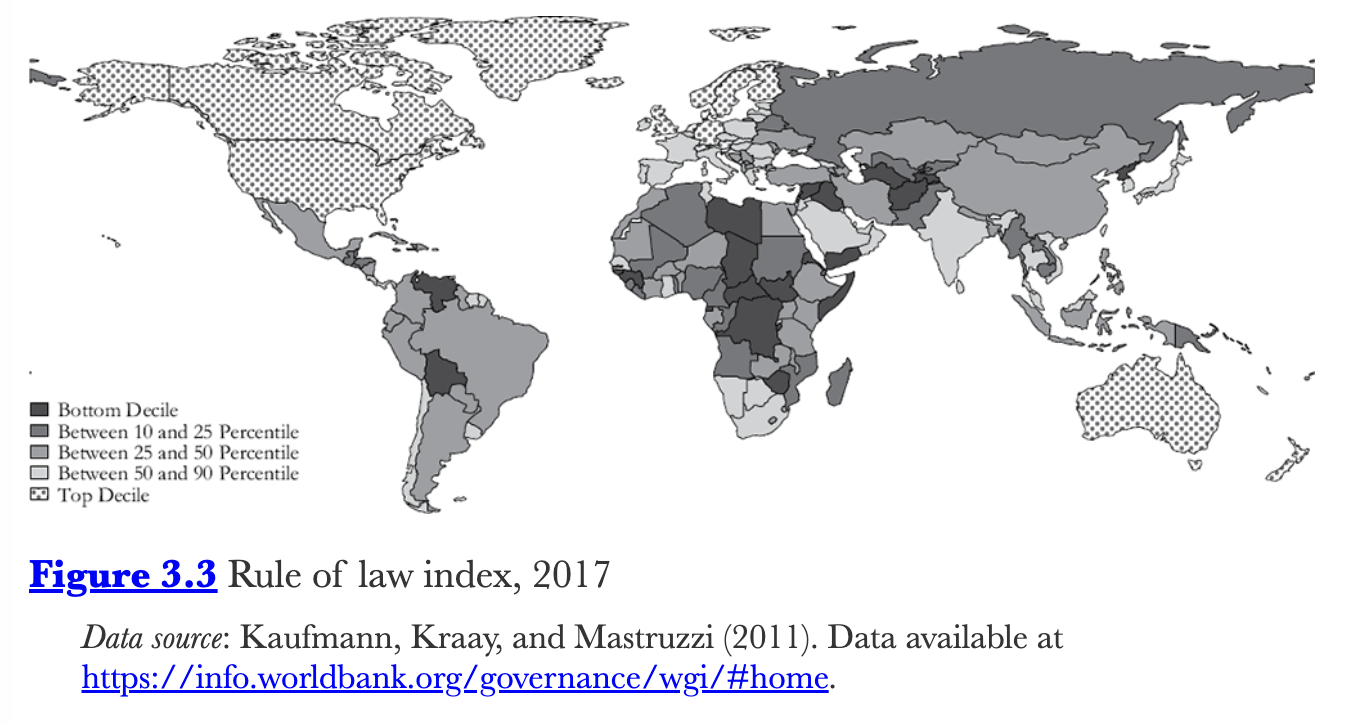 Bottom Decile
Between 10 and 25 Percentile
Between 25 and 50 Percentile
Between 50 and 90 Percentile
Top Decile
Figure 3.3 Rule of law index, 2017
Data source: Kaufmann, Kraay, and Mastruzzi (2011). Data available at
https://info.worldbank.org/governance/wgi/#home.